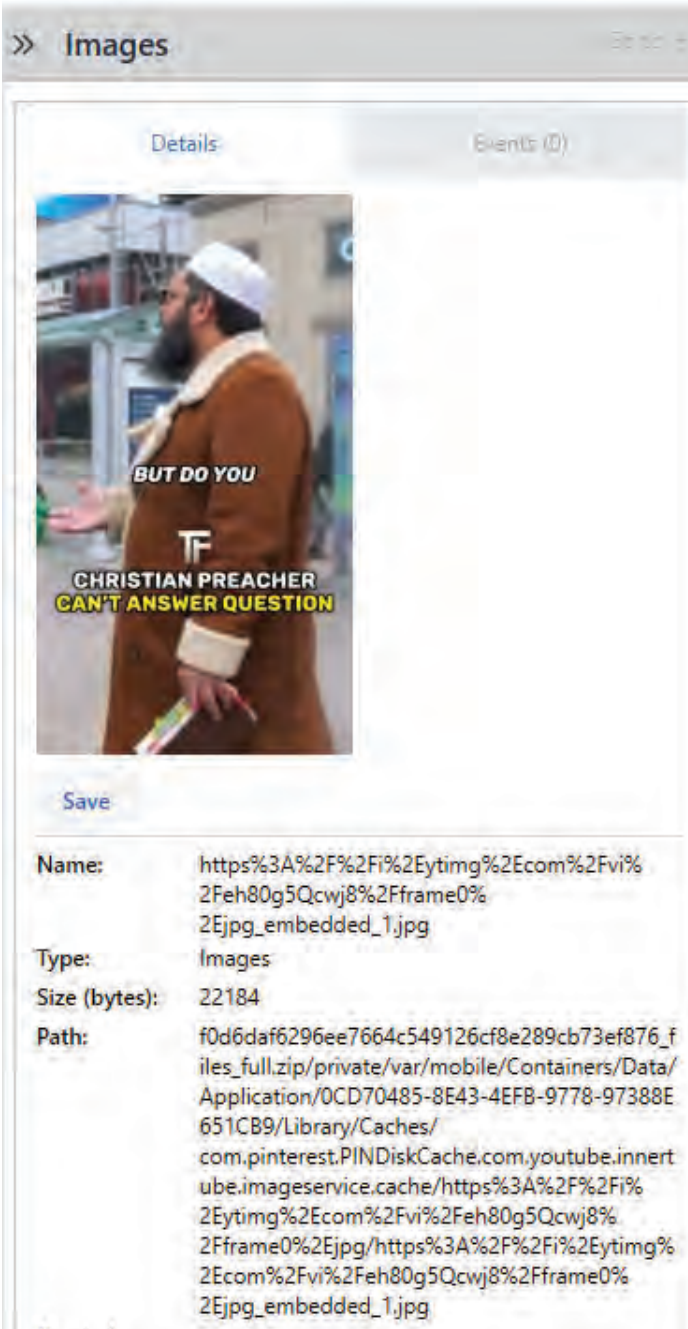 Images
Details
Events (0)
BUT DO YOU
TF
CHRISTIAN PREACHER
CAN'T ANSWER QUESTION
Save
Name: https%3A%2F%2Fi%2Eytimg%2Ecom%2Fvi%
2Feh80g5Qcwj8%2Fframe0%
2Ejpg_embedded_1.jpg
Type: Images
Size (bytes): 22184
Path: f0d6daf6296ee7664c549126cf8e289cb73ef876_f
iles_full.zip/private/var/mobile/Containers/Data/
Application/0CD70485-8E43-4EFB-9778-97388E
651CB9/Library/Caches/
com.pinterest.PINDiskCache.com.youtube.innert
ube.imageservice.cache/https%3A%2F%2Fi%
2Eytimg%2Ecom%2Fvi%2Feh80g5Qcwj8%
2Fframe0%2Ejpg/https%3A%2F%2Fi%2Eytimg%
2Ecom%2Fvi%2Feh80g5Qcwj8%2Fframe0%
2Ejpg_embedded_1.jpg